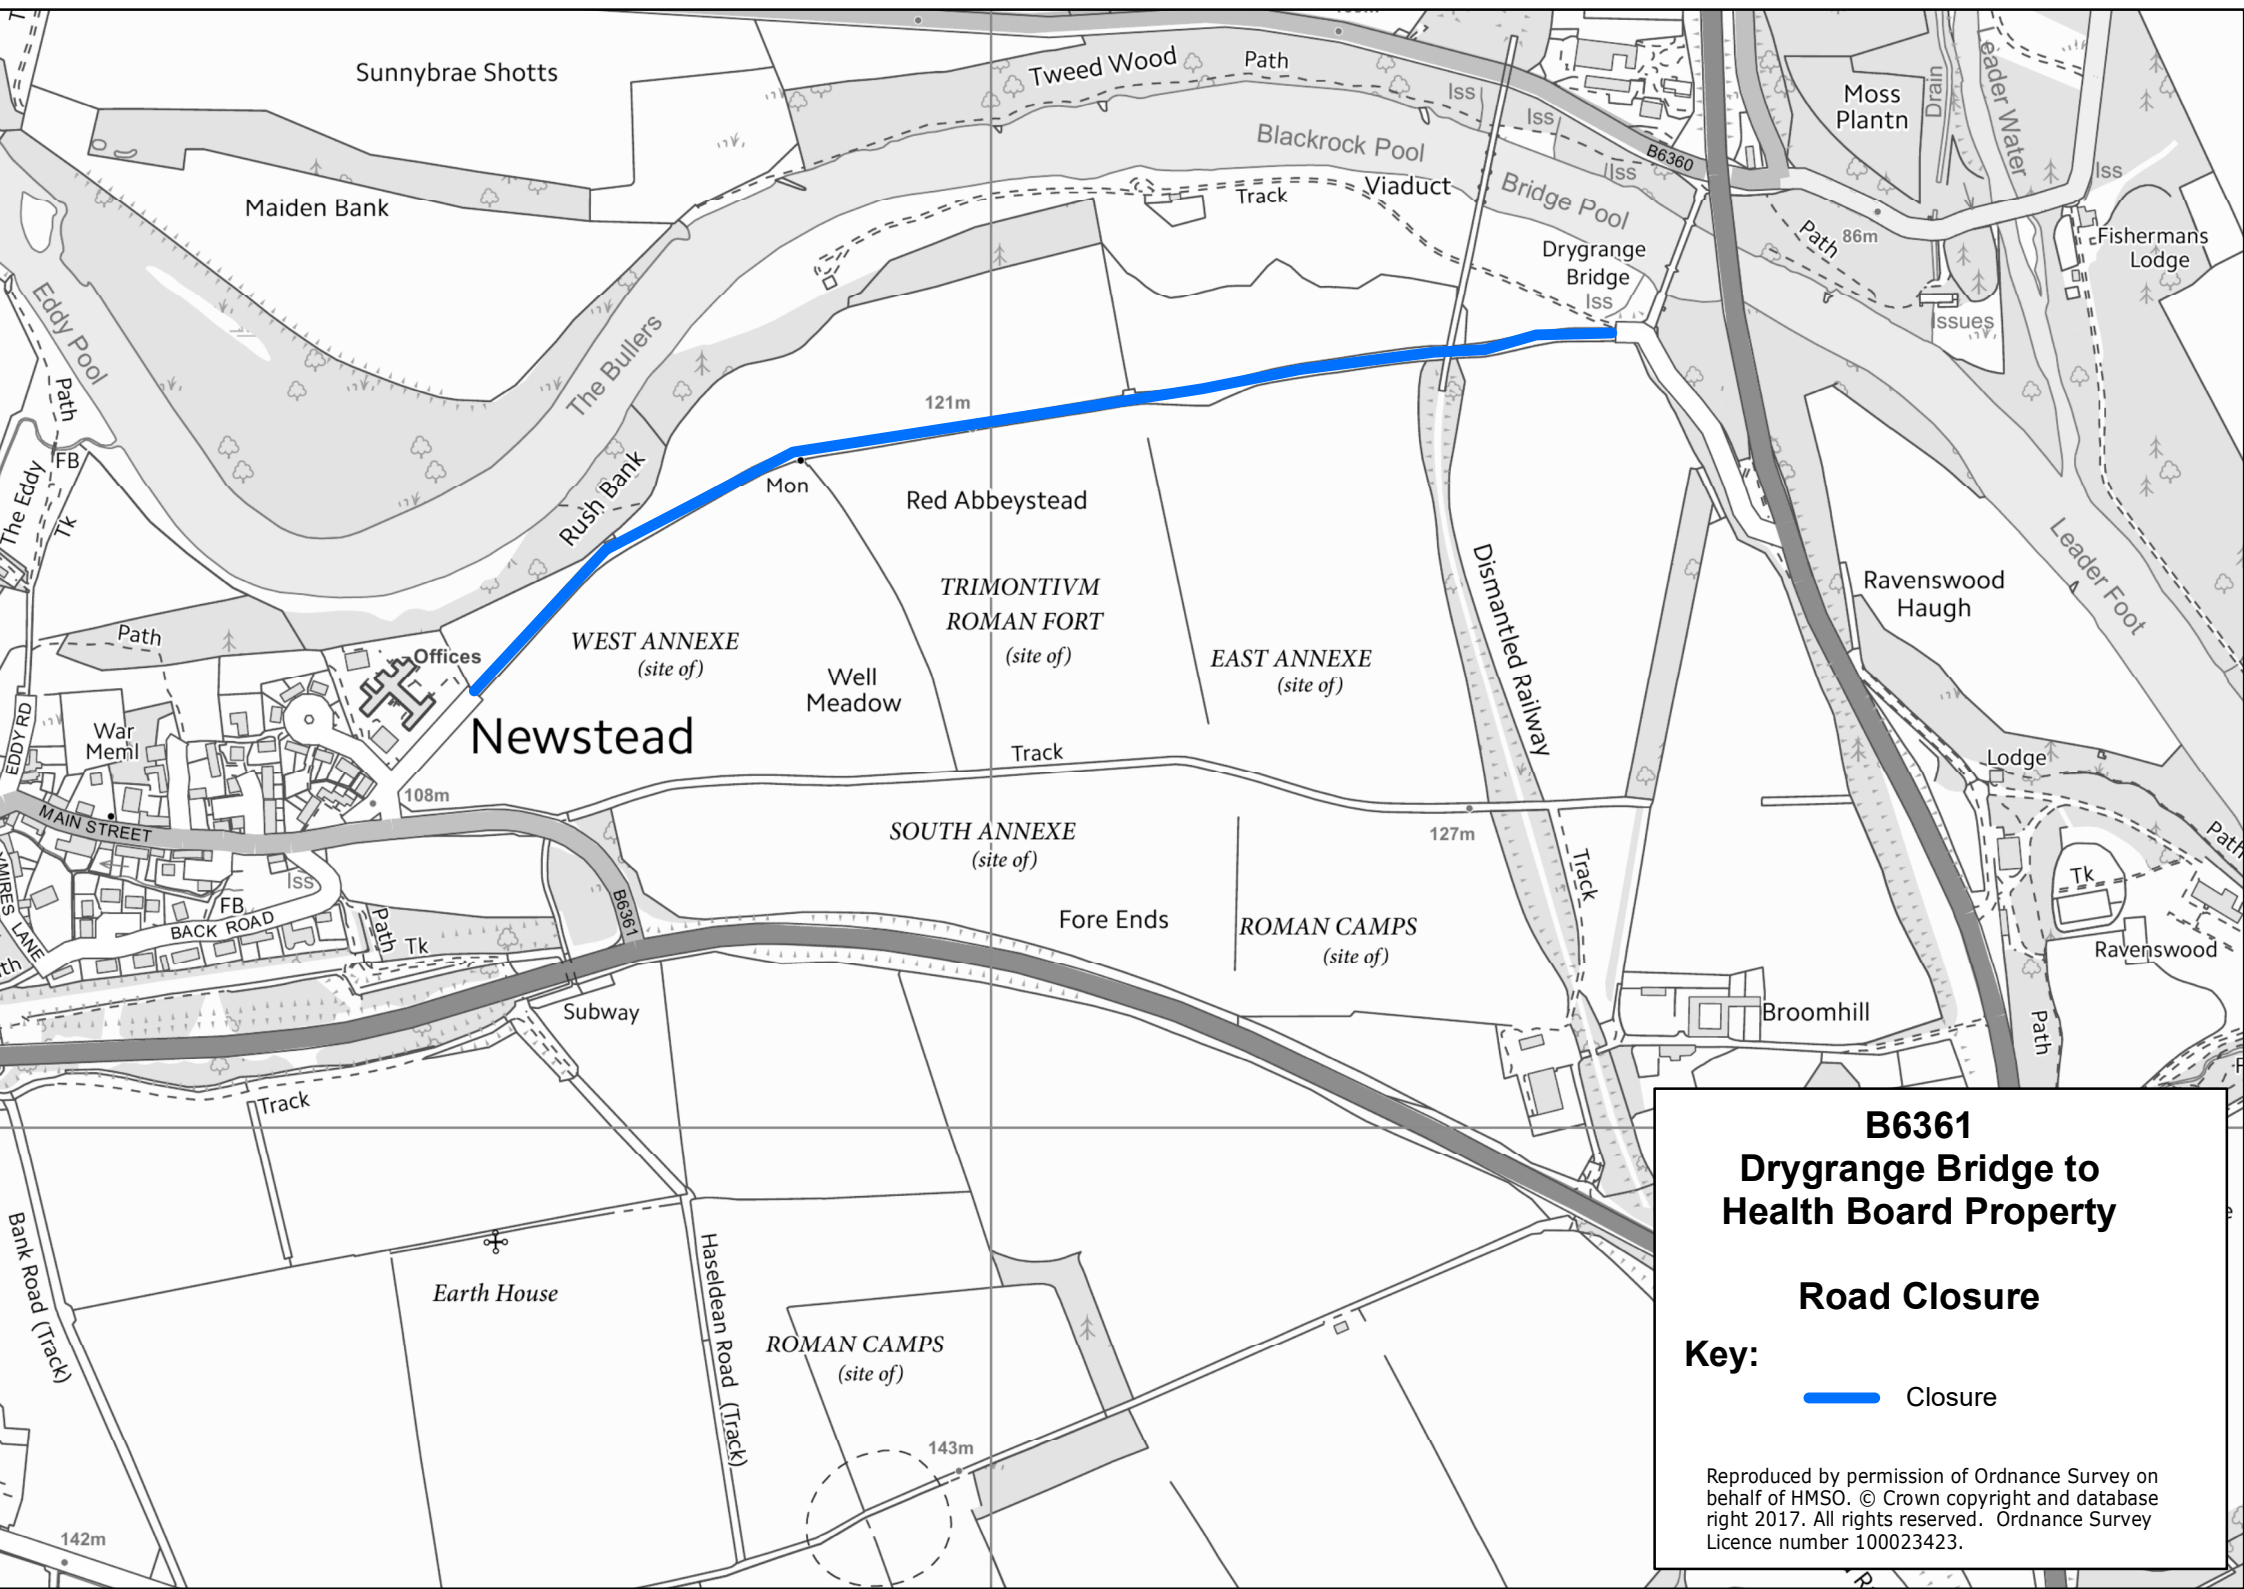 Sunnybrae Shotts
Tweed Wood
Path
Iss
Iss
Iss
B6360
Moss
Plantn
Drain
Leader Water
Iss
Blackrock Pool
Bridge Pool
Viaduct
Track
Maiden Bank
Drygrange
Bridge
Iss
Path
86m
Fishermans
Lodge
Issues
Eddy Pool
Path
The Bullers
121m
FB
The Eddy
Tk
Rush Bank
Mon
Red Abbeystead
Dismantled Railway
Leader Foot
Ravenswood
Haugh
TRIMONTIVM
ROMAN FORT
(site of)
WEST ANNEXE
(site of)
EAST ANNEXE
(site of)
Well
Meadow
Path
Offices
Newstead
EDDY RD
War
Meml
Track
Lodge
108m
MAIN STREET
SOUTH ANNEXE
(site of)
127m
Track
Path
Tk
Iss
FB
BACK ROAD
LANE
Path
Tk
B6361
Fore Ends
ROMAN CAMPS
(site of)
Ravenswood
Subway
Broomhill
Path
Track
Bank Road (Track)
Earth House
Haseldean Road (Track)
ROMAN CAMPS
(site of)
143m
142m
B6361
Drygrange Bridge to
Health Board Property
Road Closure
Key:
Closure
Reproduced by permission of Ordnance Survey on
behalf of HMSO. © Crown copyright and database
right 2017. All rights reserved. Ordnance Survey
Licence number 100023423.